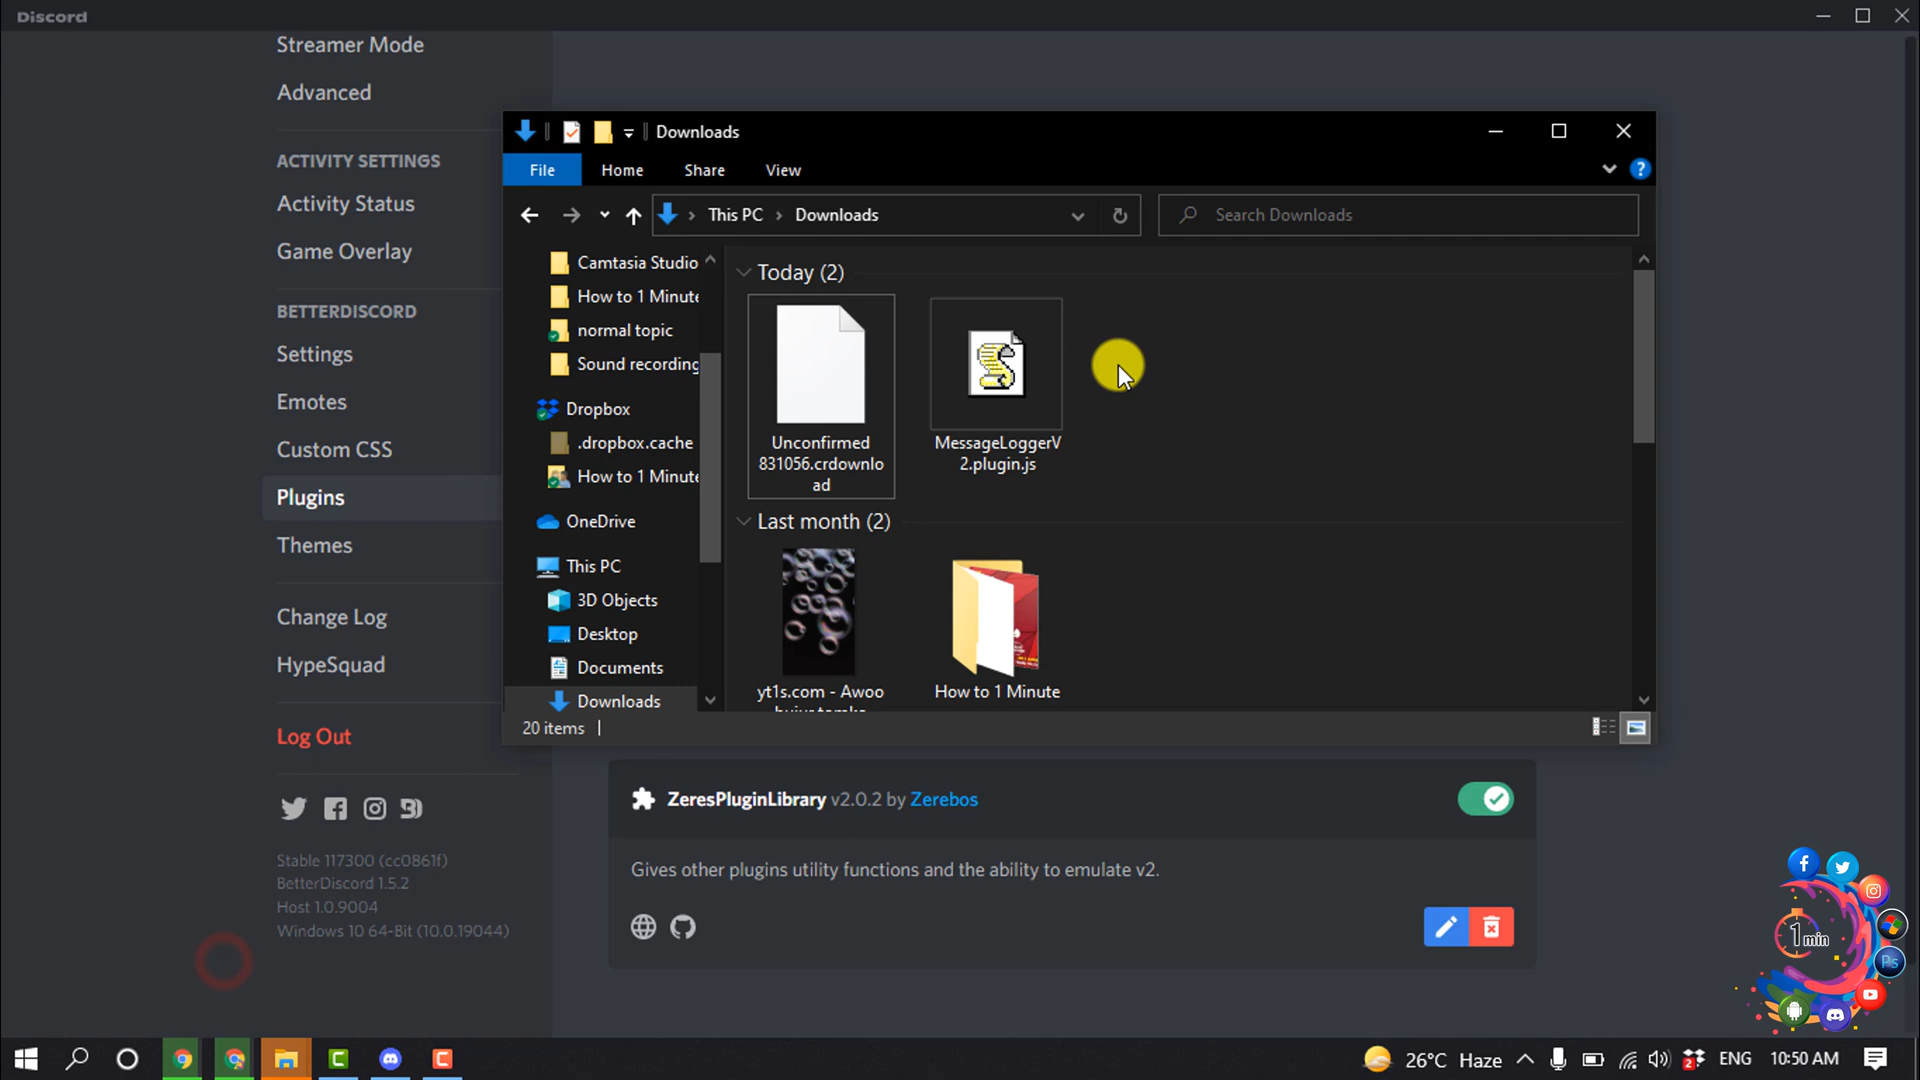 Discord
Streamer Mode
Advanced
ACTIVITY SETTINGS
Activity Status
Game Overlay
BETTERDISCORD
Settings
Emotes
Custom CSS
Plugins
Themes
Change Log
HypeSquad
Log Out
Stable 117300 (cc0861f)
BetterDiscord 1.5.2
Host 1.0.9004
Windows 10 64-Bit (10.0.19044)
Downloads
File Home Share View
This PC > Downloads
Search Downloads
Camtasia Studio
How to 1 Minute
normal topic
Sound recording
Dropbox
.dropbox.cache
How to 1 Minute
OneDrive
This PC
3D Objects
Desktop
Documents
Downloads
Today (2)
Unconfirmed
831056.crdownlo
ad
MessageLoggerV
2.plugin.js
Last month (2)
yt1s.com - Awoo
How to 1 Minute
20 items
ZeresPluginLibrary v2.0.2 by Zerebos
Gives other plugins utility functions and the ability to emulate v2.
1 min
Ps
26°C Haze
2
ENG
10:50 AM